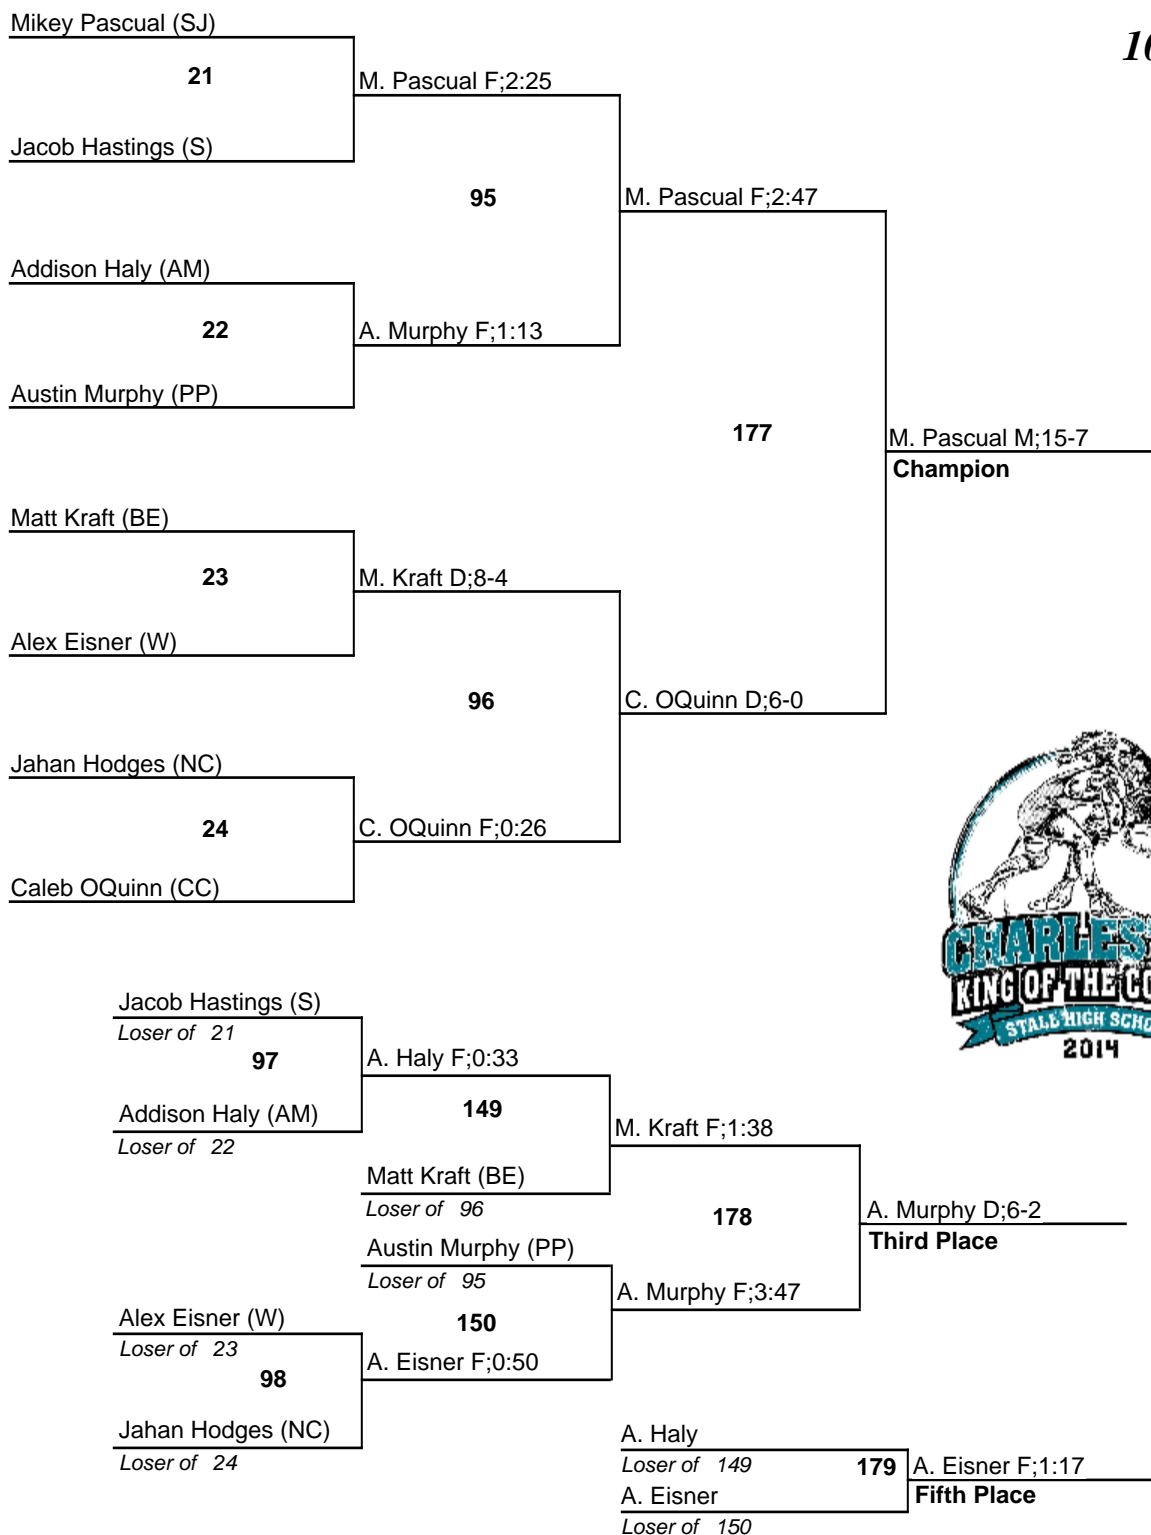 Mikey Pascual (SJ)
21
M. Pascual F;2:25
Jacob Hastings (S)
95
M. Pascual F;2:47
Addison Haly (AM)
22
A. Murphy F;1:13
Austin Murphy (PP)
177
M. Pascual M;15-7
Champion
Matt Kraft (BE)
23
M. Kraft D;8-4
Alex Eisner (W)
96
C. OQuinn D;6-0
Jahan Hodges (NC)
24
C. OQuinn F;0:26
Caleb OQuinn (CC)
KING OF THE
STALL HIGH
2014
Jacob Hastings (S)
Loser of 21
97
A. Haly F;0:33
Addison Haly (AM)
Loser of 22
149
M. Kraft F;1:38
Matt Kraft (BE)
Loser of 96
178
A. Murphy D;6-2
Third Place
Austin Murphy (PP)
Loser of 95
A. Murphy F;3:47
150
Alex Eisner (W)
Loser of 23
98
A. Eisner F;0:50
Jahan Hodges (NC)
Loser of 24
A. Haly
Loser of 149
179
A. Eisner F;1:17
Fifth Place
A. Eisner
Loser of 150